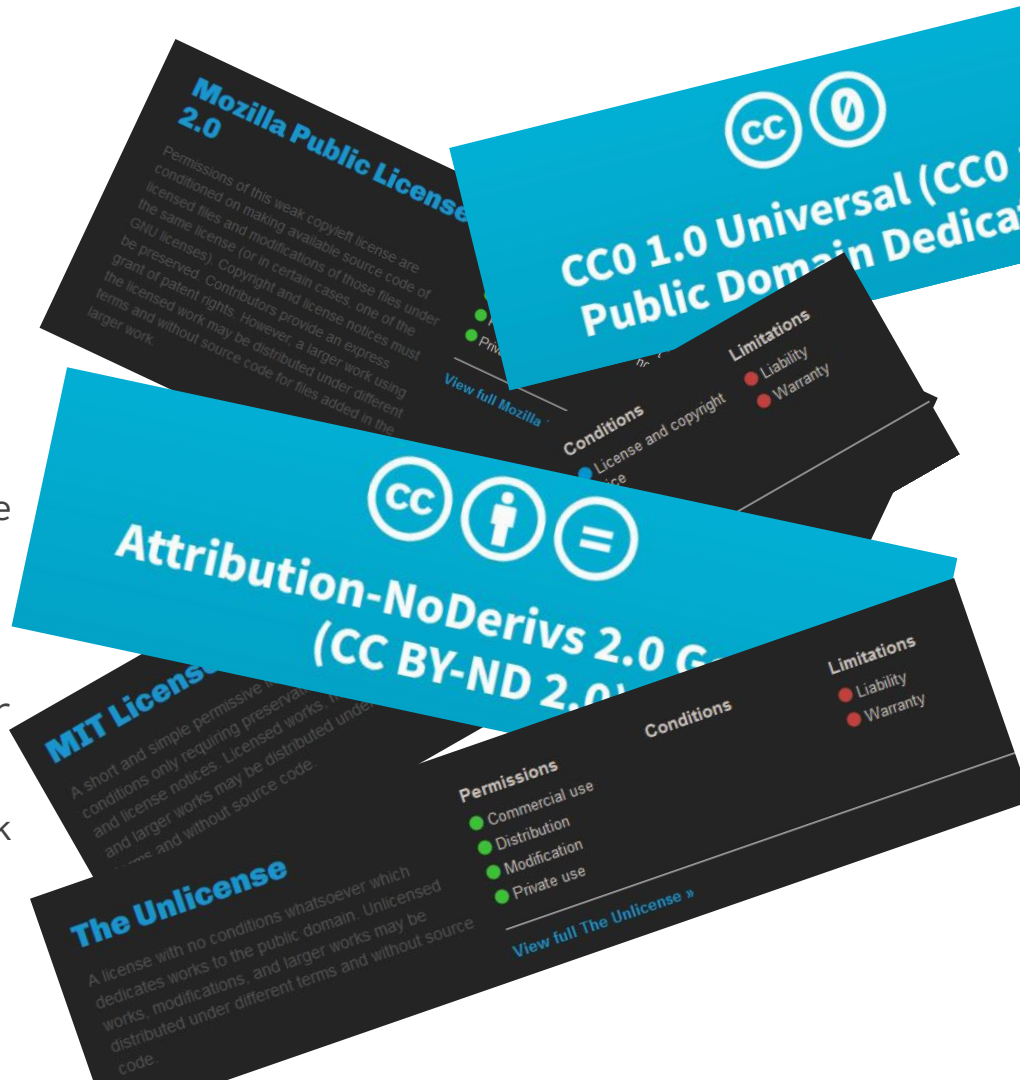 Mozilla Public License
2.0
Permissions of this weak copyleft license are
conditioned on making available source code of
licensed files and modifications of those files under
the same license (or in certain cases, one of the
GNU licenses). Copyright and license notices must
be preserved. Contributors provide an express
grant of patent rights. However, a larger work using
the licensed work may be distributed under different
terms and without source code for files added in the
larger work.
View full Mozilla
cc 0
CC0 1.0 Universal (CC0
Public Domain Dedica
Conditions
License and copyright
Limitations
Liability
Warranty
cc =
Attribution-NoDerivs 2.0 G
(CC BY-ND 2.0)
MIT License
A short and simple permissive
conditions only requiring
and license notices. Licensed works,
and larger works may be distributed under
terms and without source code.
The Unlicense
A license with no conditions whatsoever which
dedicates works to the public domain. Unlicensed
works, modifications, and larger works may be
distributed under different terms and without source
code.
Permissions
Commercial use
Distribution
Modification
Private use
Conditions
Limitations
Liability
Warranty
View full The Unlicense »
e
k